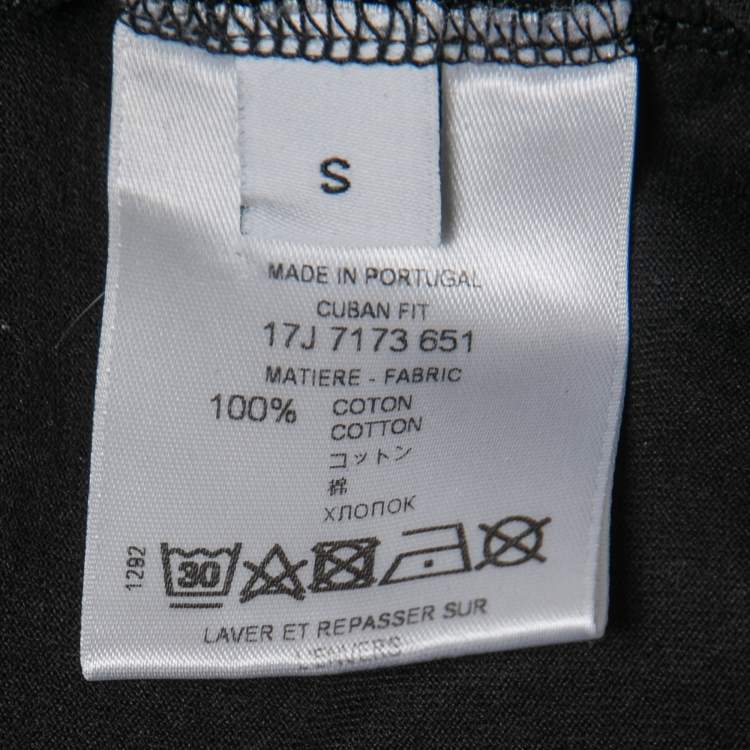 S
MADE IN PORTUGAL
CUBAN FIT
17J 7173 651
MATIERE - FABRIC
100% COTON
COTTON
コットン
棉
ХЛОПОК
1292
30
LAVER ET REPASSER SUR
L'ENVERS